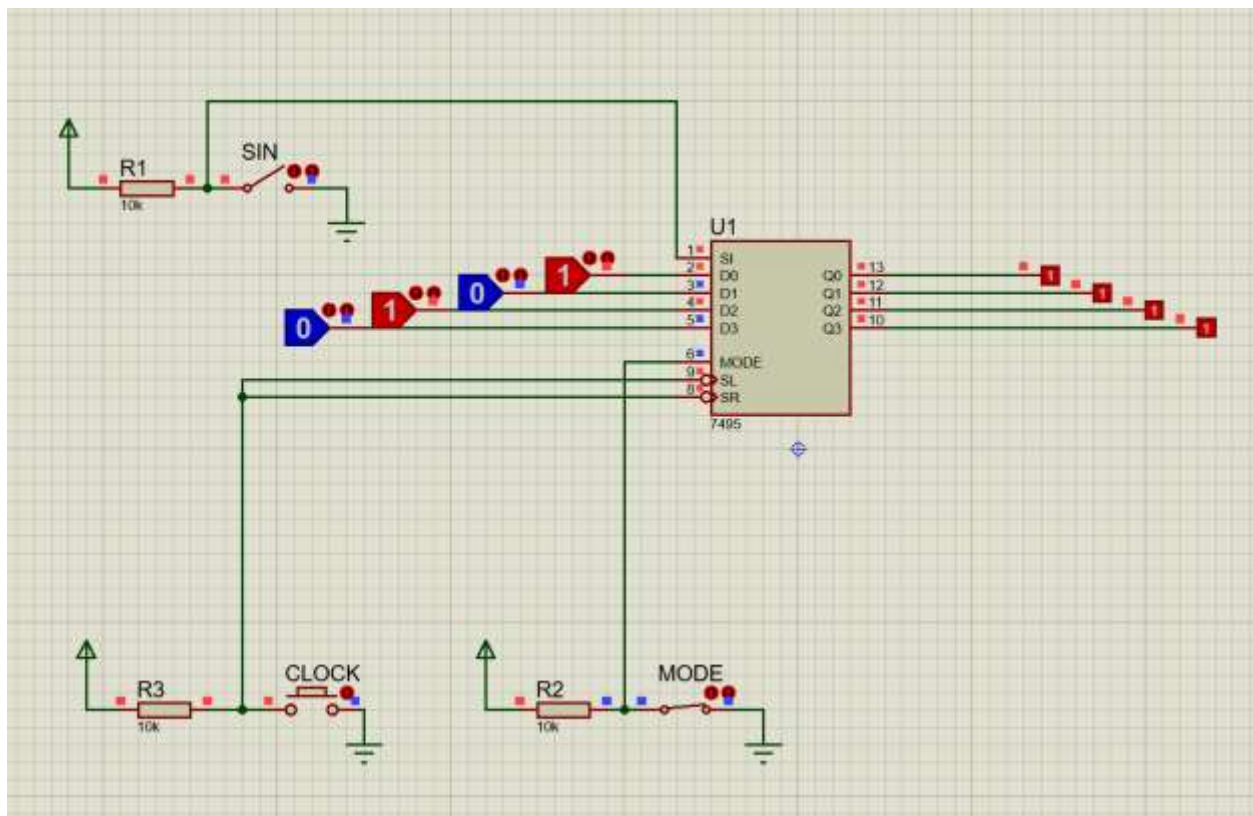 SIN
R1
10k
U1
1 SI
1 2 D0 Q0 13 1
0 3 D1 Q1 12 1
1 4 D2 Q2 11 1
0 5 D3 Q3 10 1
6 MODE
9 SL
8 SR
7495
CLOCK MODE
R3 R2
10k 10k